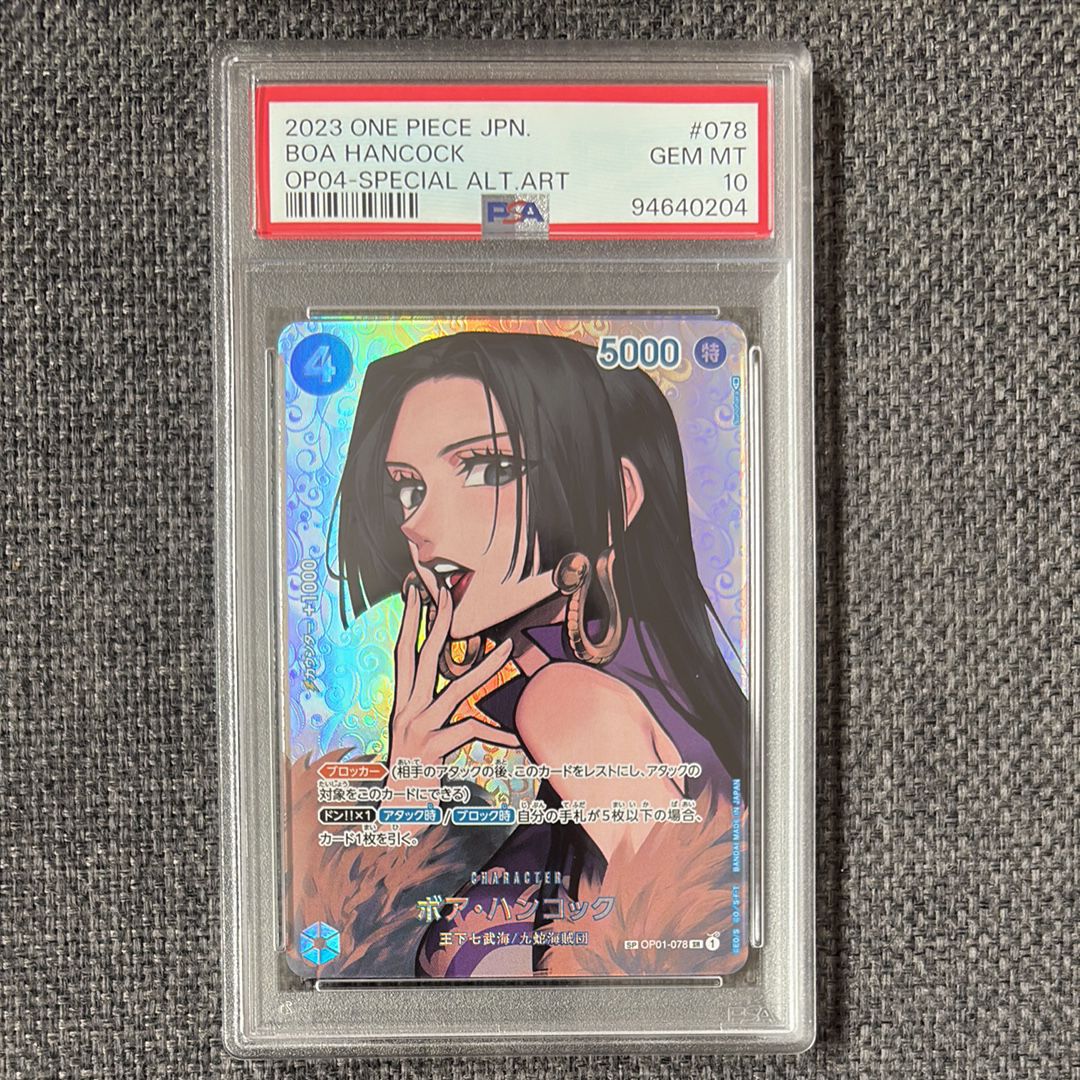 2023 ONE PIECE JPN. #078
BOA HANCOCK GEM MT
OP04-SPECIAL ALT.ART 10
PSA 94640204
4 5000 特
カウンター +1000
ブロッカー (相手のアタックの後、このカードをレストにし、アタックの
対象をこのカードにできる)
ドン!!×1 アタック時 / ブロック時 自分の手札が5枚以下の場合、
カード1枚を引く。
CHARACTER
ボア・ハンコック
王下七武海/九蛇海賊団
SP OP01-078 SR 1
BANDAI MADE IN JAPAN
PSA